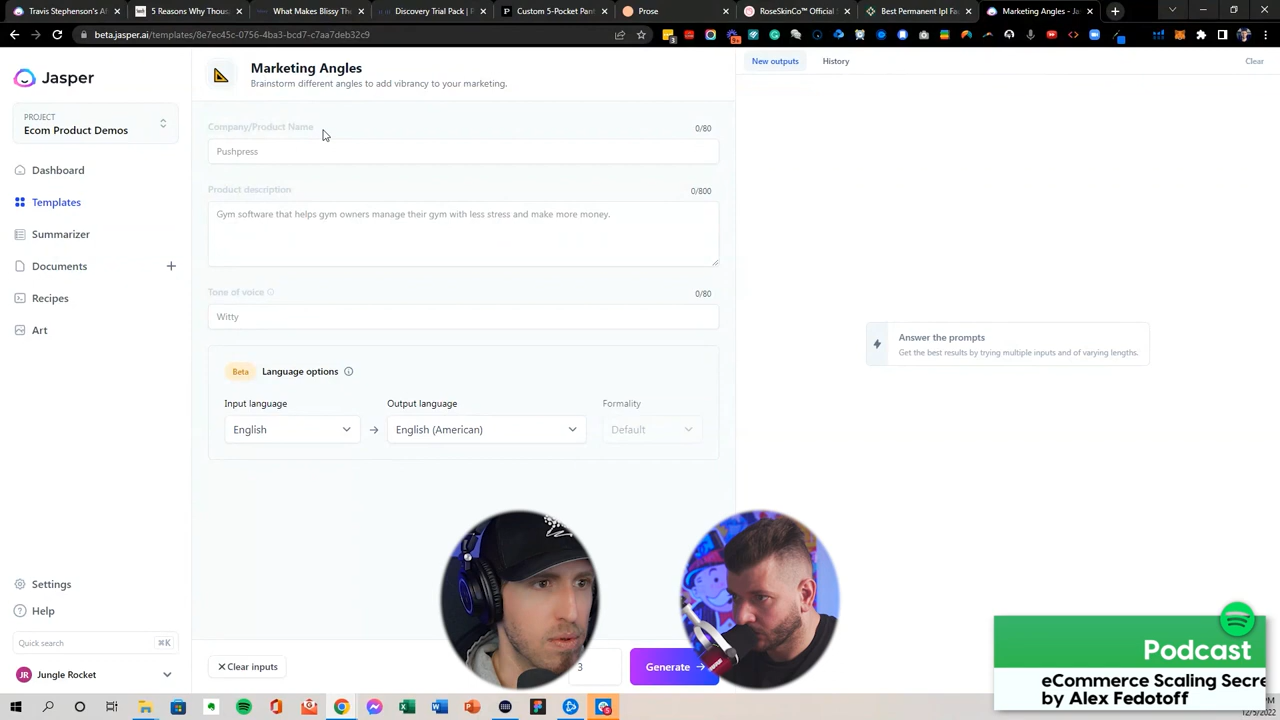 Travis Stephenson's A
5 Reasons Why Thous
What Makes Blissy Th
Discovery Trial Pack | R
Custom 5-Pocket Pant
Prose
RoseSkinCo™ Official S
Best Permanent Ipl Fac
Marketing Angles - Ja
beta.jasper.ai/templates/8e7ec45c-0756-4ba3-bcd7-c7aa7deb32c9
Jasper
PROJECT
Ecom Product Demos
Dashboard
Templates
Summarizer
Documents
Recipes
Art
Settings
Help
Quick search
⌘K
JR
Jungle Rocket
Marketing Angles
Brainstorm different angles to add vibrancy to your marketing.
Company/Product Name
0/80
Pushpress
Product description
0/800
Gym software that helps gym owners manage their gym with less stress and make more money.
Tone of voice
0/80
Witty
Beta
Language options
Input language
Output language
Formality
English
English (American)
Default
Clear inputs
3
Generate
New outputs
History
Clear
Answer the prompts
Get the best results by trying multiple inputs and of varying lengths.
Podcast
eCommerce Scaling Secre
by Alex Fedotoff
12/5/2022